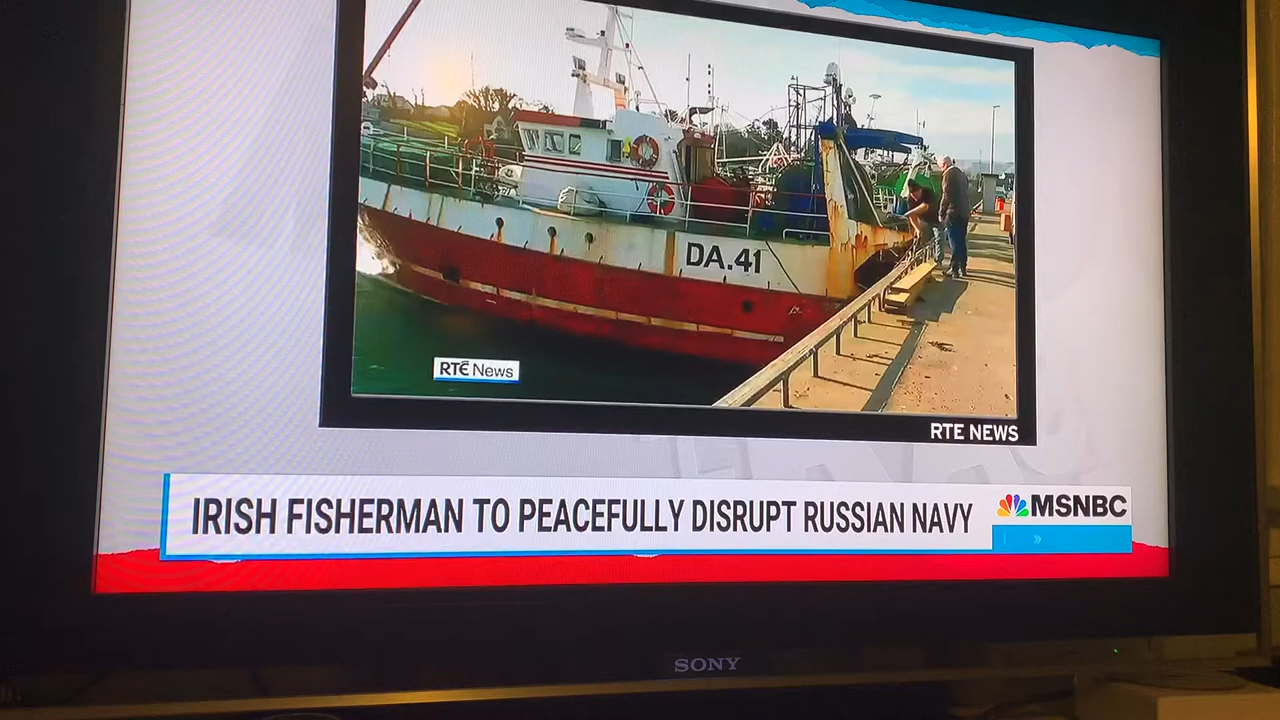 DA.41
RTÉ News
RTE NEWS
IRISH FISHERMAN TO PEACEFULLY DISRUPT RUSSIAN NAVY
MSNBC
SONY